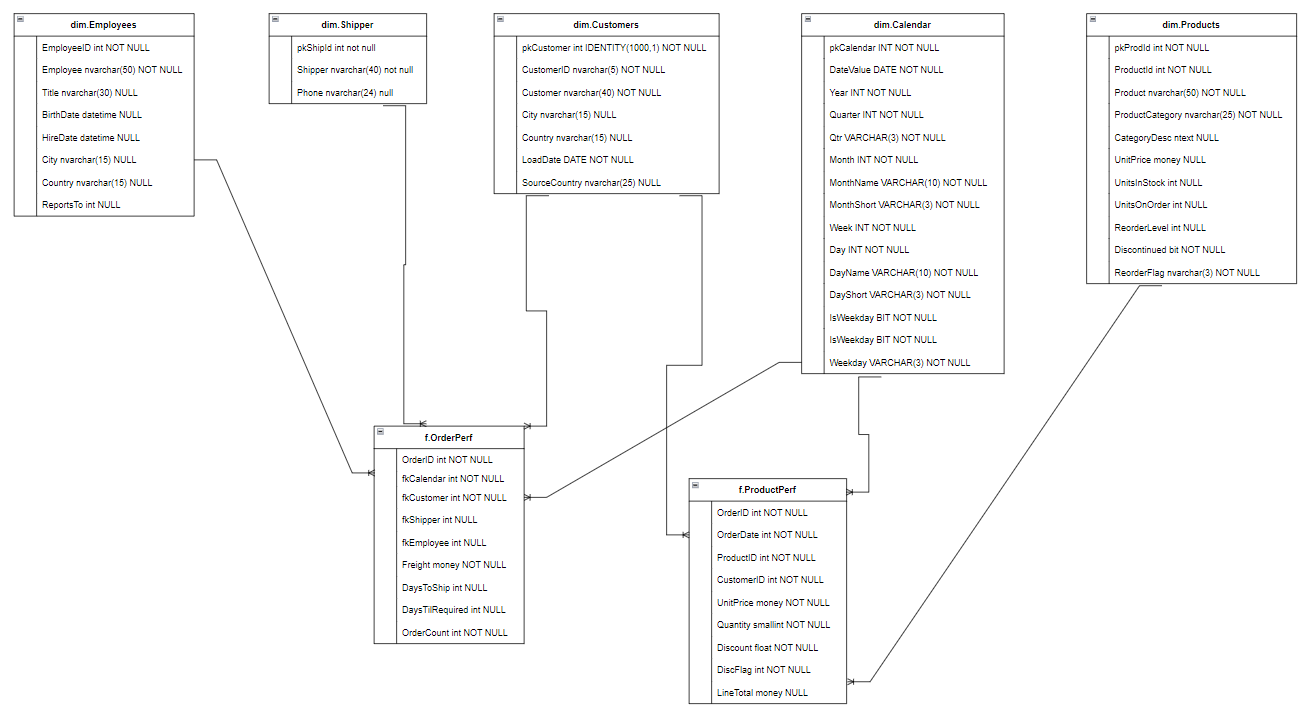 dim.Employees
EmployeeID int NOT NULL
Employee nvarchar(50) NOT NULL
Title nvarchar(30) NULL
BirthDate datetime NULL
HireDate datetime NULL
City nvarchar(15) NULL
Country nvarchar(15) NULL
ReportsTo int NULL
dim.Shipper
pkShipId int not null
Shipper nvarchar(40) not null
Phone nvarchar(24) null
dim.Customers
pkCustomer int IDENTITY(1000,1) NOT NULL
CustomerID nvarchar(5) NOT NULL
Customer nvarchar(40) NOT NULL
City nvarchar(15) NULL
Country nvarchar(15) NULL
LoadDate DATE NOT NULL
SourceCountry nvarchar(25) NULL
dim.Calendar
pkCalendar INT NOT NULL
DateValue DATE NOT NULL
Year INT NOT NULL
Quarter INT NOT NULL
Qtr VARCHAR(3) NOT NULL
Month INT NOT NULL
MonthName VARCHAR(10) NOT NULL
MonthShort VARCHAR(3) NOT NULL
Week INT NOT NULL
Day INT NOT NULL
DayName VARCHAR(10) NOT NULL
DayShort VARCHAR(3) NOT NULL
IsWeekday BIT NOT NULL
IsWeekday BIT NOT NULL
Weekday VARCHAR(3) NOT NULL
dim.Products
pkProdId int NOT NULL
ProductId int NOT NULL
Product nvarchar(50) NOT NULL
ProductCategory nvarchar(25) NOT NULL
CategoryDesc ntext NULL
UnitPrice money NULL
UnitsInStock int NULL
UnitsOnOrder int NULL
ReorderLevel int NULL
Discontinued bit NOT NULL
ReorderFlag nvarchar(3) NOT NULL
f.OrderPerf
OrderID int NOT NULL
fkCalendar int NOT NULL
fkCustomer int NOT NULL
fkShipper int NULL
fkEmployee int NULL
Freight money NOT NULL
DaysToShip int NULL
DaysTilRequired int NULL
OrderCount int NOT NULL
f.ProductPerf
OrderID int NOT NULL
OrderDate int NOT NULL
ProductID int NOT NULL
CustomerID int NOT NULL
UnitPrice money NOT NULL
Quantity smallint NOT NULL
Discount float NOT NULL
DiscFlag int NOT NULL
LineTotal money NULL